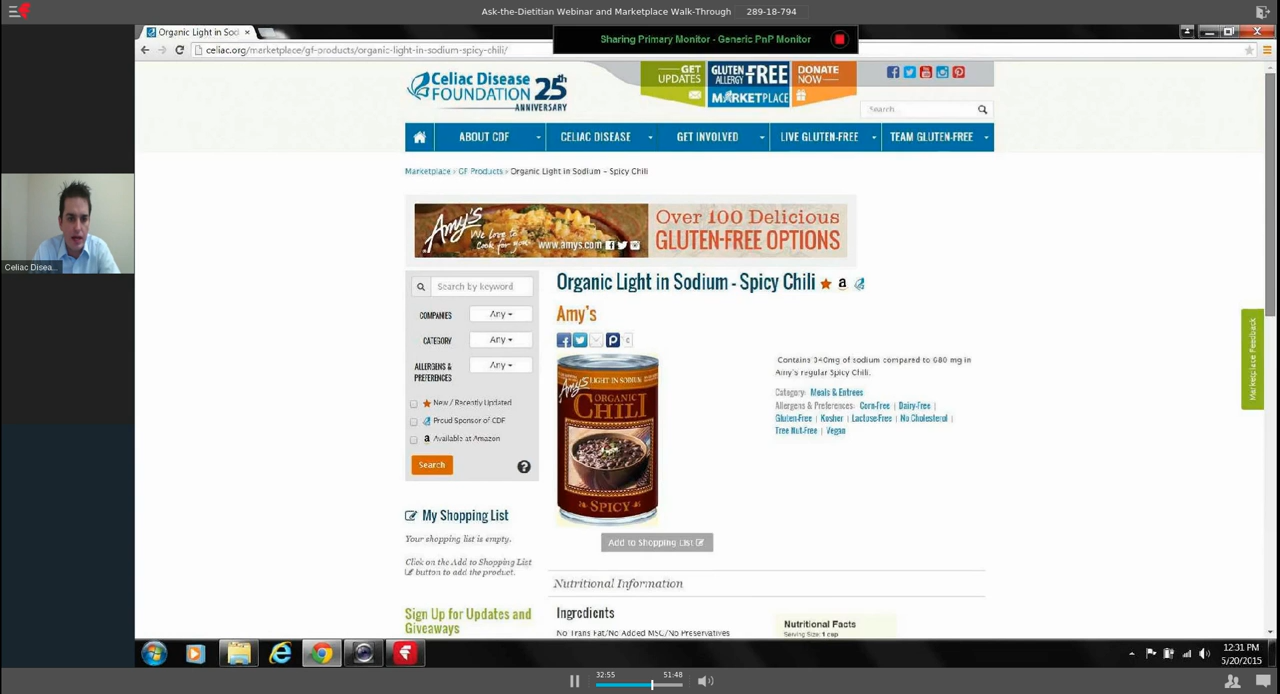 Ask-the-Dietitian Webinar and Marketplace Walk-Through 289-18-794
Organic Light in Sod
Sharing Primary Monitor - Generic PnP Monitor
celiac.org/marketplace/gf-products/organic-light-in-sodium-spicy-chili/
Celiac Disease
FOUNDATION
25th
ANNIVERSARY
GET
UPDATES
GLUTEN
ALLERGY FREE
MARKETPLACE
DONATE
NOW
Search...
ABOUT CDF
CELIAC DISEASE
GET INVOLVED
LIVE GLUTEN-FREE
TEAM GLUTEN-FREE
Marketplace › GF Products › Organic Light in Sodium – Spicy Chili
Amy's
We love to
cook for you
www.amys.com
Over 100 Delicious
GLUTEN-FREE OPTIONS
Celiac Disea...
Search by keyword
COMPANIES Any
CATEGORY Any
ALLERGENS &
PREFERENCES Any
New / Recently Updated
Proud Sponsor of CDF
a Available at Amazon
Search
?
My Shopping List
Your shopping list is empty.
Click on the Add to Shopping List
button to add the product.
Sign Up for Updates and
Giveaways
Organic Light in Sodium - Spicy Chili
Amy's
Amy's LIGHT IN SODIUM
ORGANIC
CHILI
SPICY
Add to Shopping List
Contains 340mg of sodium compared to 680 mg in
Amy's regular Spicy Chili.
Category: Meals & Entrees
Allergens & Preferences: Corn-Free | Dairy-Free |
Gluten-Free | Kosher | Lactose-Free | No Cholesterol |
Tree Nut-Free | Vegan
Nutritional Information
Ingredients
No Trans Fat/No Added MSG/No Preservatives
Nutritional Facts
Serving Size: 1 cup
Marketplace Feedback
12:31 PM
5/20/2015
32:55
51:48